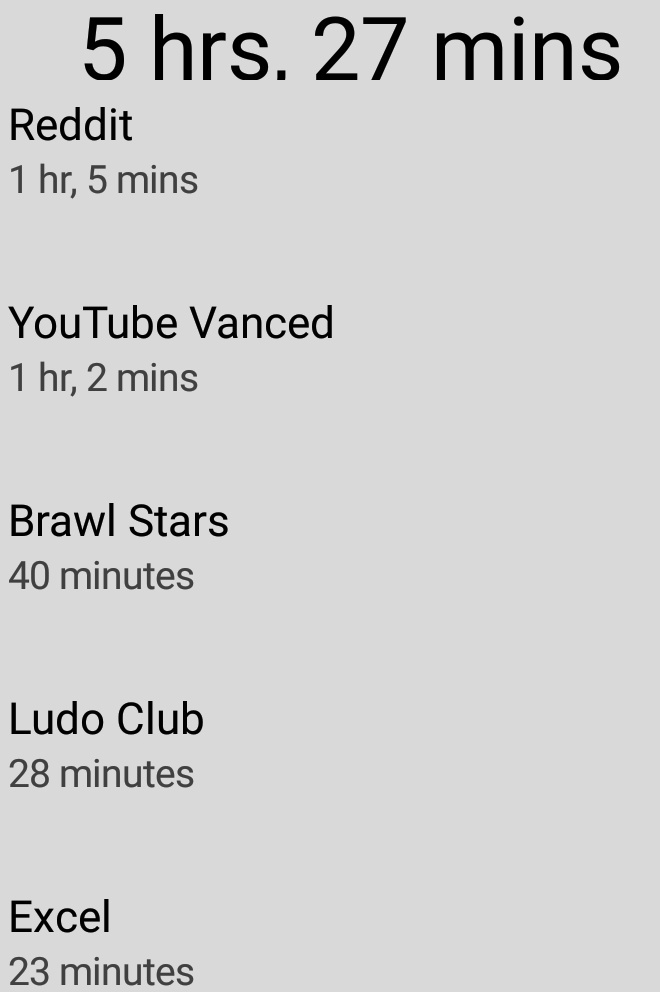 5 hrs. 27 mins
Reddit
1 hr, 5 mins
YouTube Vanced
1 hr, 2 mins
Brawl Stars
40 minutes
Ludo Club
28 minutes
Excel
23 minutes